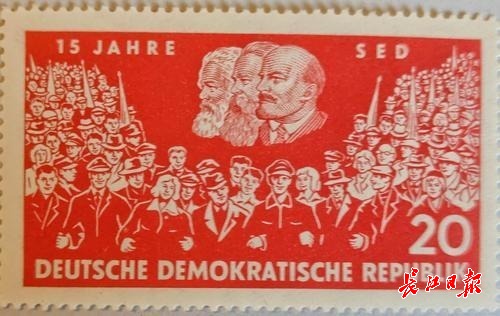 15 JAHRE SED
20
DEUTSCHE DEMOKRATISCHE REPUBLIK
长江日报